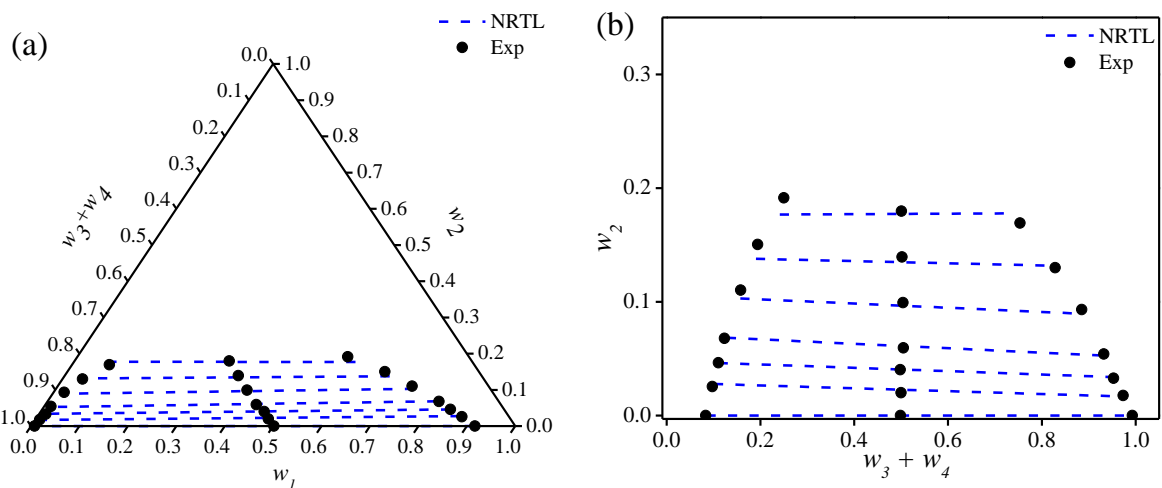 (a)
NRTL
Exp
0.0 1.0
0.1 0.9
0.2 0.8
0.3 0.7
0.4 0.6
0.5 0.5
0.6 0.4
0.7 0.3
0.8 0.2
0.9 0.1
1.0 0.0
w3+w4
w2
0.0 0.1 0.2 0.3 0.4 0.5 0.6 0.7 0.8 0.9 1.0
w1
(b)
NRTL
Exp
0.3
0.2
0.1
0.0
w2
0.0 0.2 0.4 0.6 0.8 1.0
w3 + w4